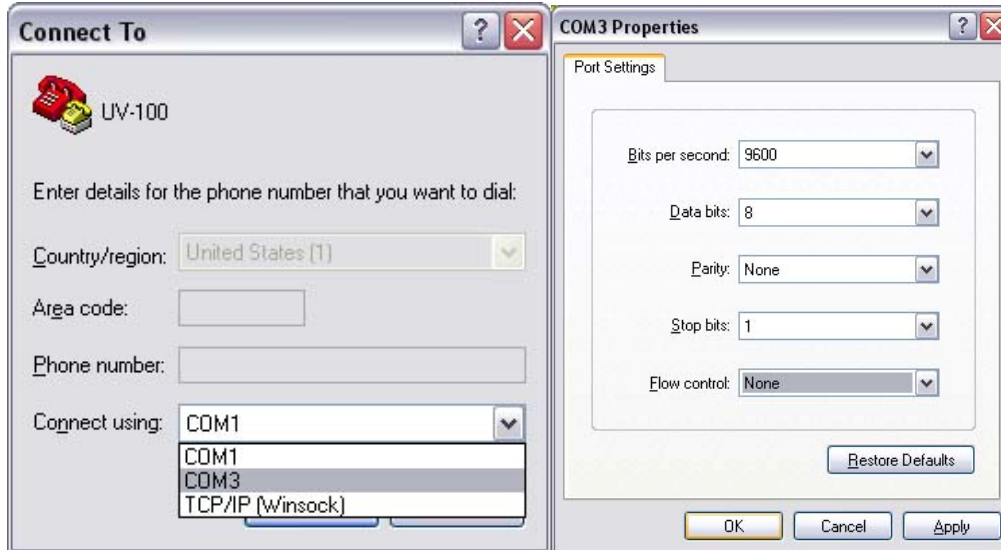 Connect To
UV-100
Enter details for the phone number that you want to dial:
Country/region: United States (1)
Area code:
Phone number:
Connect using: COM1
COM1
COM3
TCP/IP (Winsock)
COM3 Properties
Port Settings
Bits per second: 9600
Data bits: 8
Parity: None
Stop bits: 1
Flow control: None
Restore Defaults
OK Cancel Apply